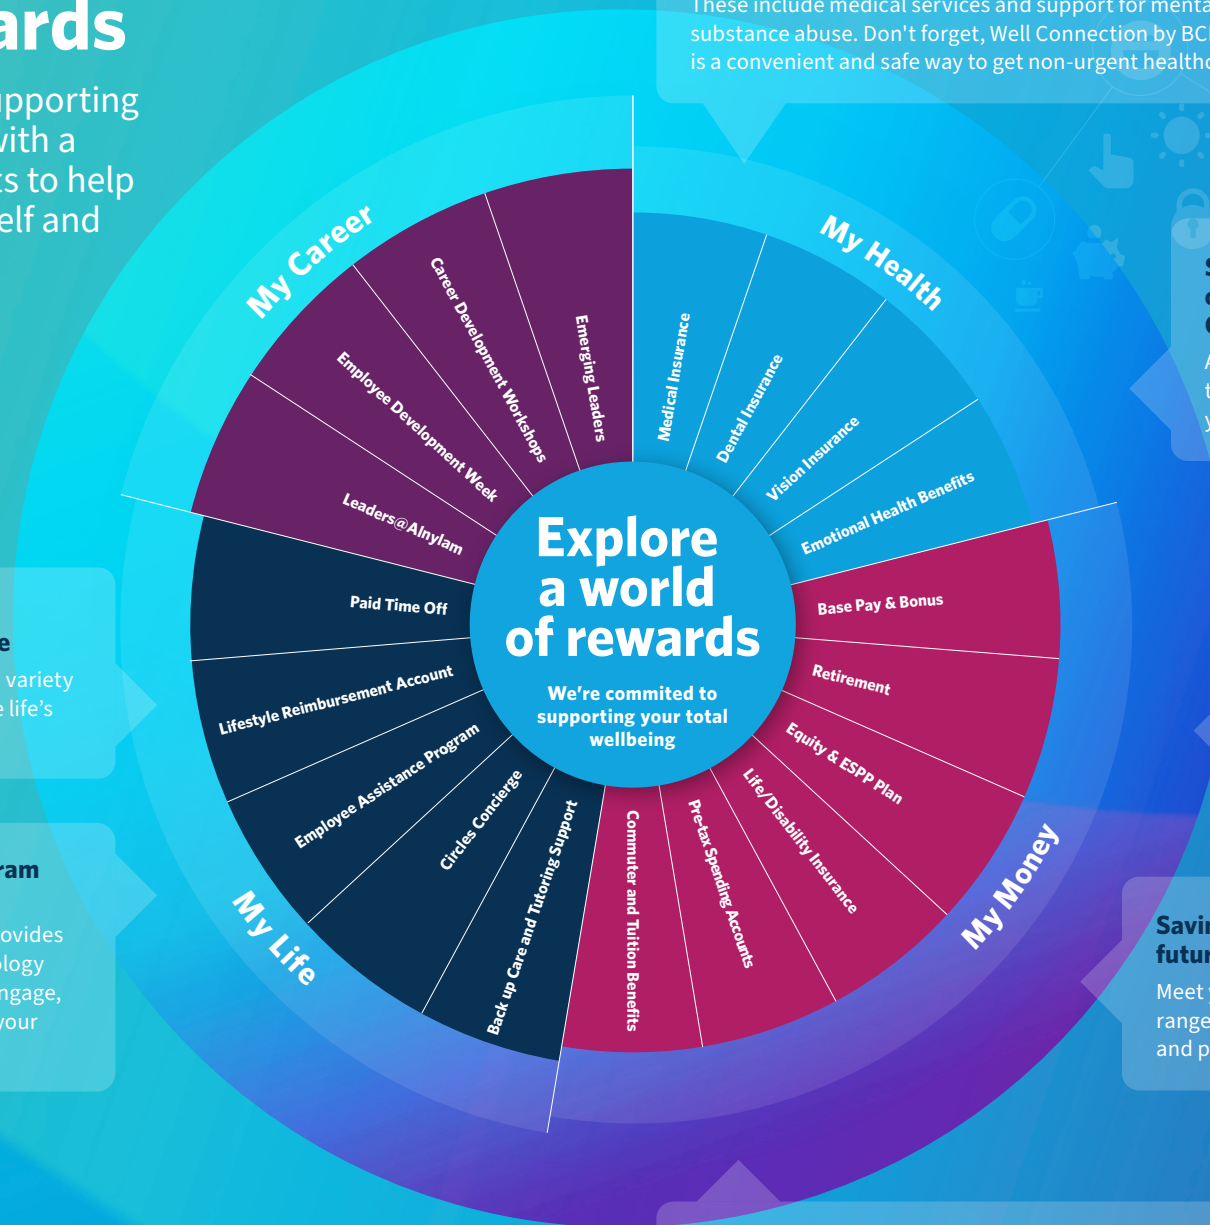 ards
upporting
with a
ts to help
elf and
These include medical services and support for menta
substance abuse. Don't forget, Well Connection by BC
is a convenient and safe way to get non-urgent healthc
My Career
Leaders@Alnylam
Employee Development Week
Career Development Workshops
Emerging Leaders
My Health
Medical Insurance
Dental Insurance
Vision Insurance
Emotional Health Benefits
My Money
Base Pay & Bonus
Retirement
Equity & ESPP Plan
Life/Disability Insurance
Pre-tax Spending Accounts
Commuter and Tuition Benefits
My Life
Back up Care and Tutoring Support
Circles Concierge
Employee Assistance Program
Lifestyle Reimbursement Account
Paid Time Off
Explore
a world
of rewards
We're commited to
supporting your total
wellbeing
e
variety
e life's
ram
ovides
ology
ngage,
your
Savin
futur
Meet y
range
and p